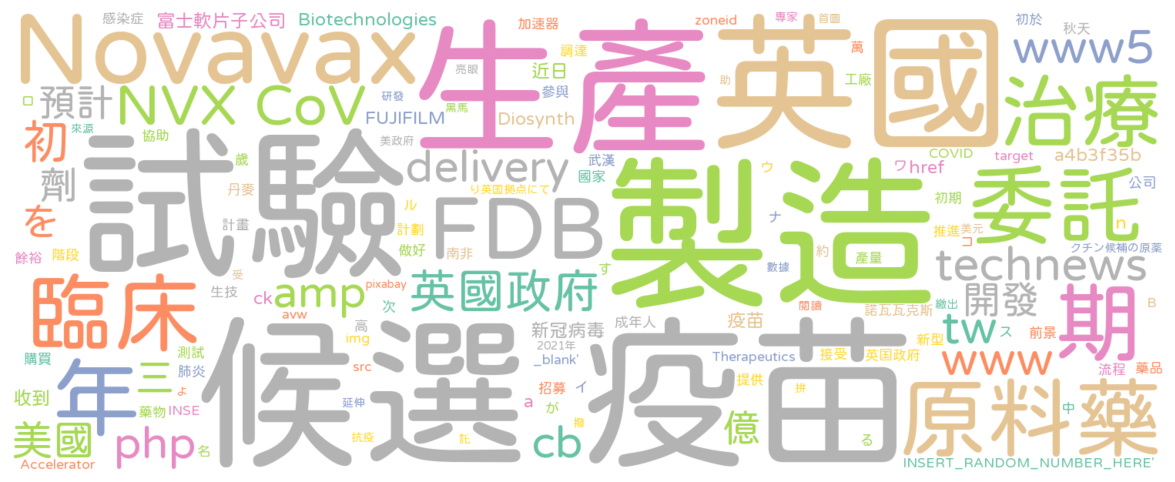 感染症 富士軟片子公司 Biotechnologies 加速器 zoneid 專家 首圖 初於 秋天
Novavax 生產 英國 www5
亮眼 近日 調達 萬 工廠 治療
預計 NVX CoV 研發 參與 黑馬 助
來源 協助 FUJIFILM Diosynth
初 美政府 武漢 COVID target a4b3f35b
劑 歲 試驗 delivery 國家 製造 ワ href 委託 公司
丹麥 り英国拠点にて ウ 初期
を 計畫 ル 計劃 FDB ナ 推進 n
餘裕 階段 做好 南非 す 約 產量 コ 美元 クチン候補の原薬
臨床 受 pixabay 數據 technews
生技 ck amp 次 英國政府 閱讀 諾瓦瓦克斯 繳出 開發 期 B
avw 高 img 新冠病毒 成年人 疫苗 新型 tw ス 前景
購買 測試 候選 2021年 _blank' 疫苗 Therapeutics 接受 英国政府 www
年 三 肺炎 src 招募 イ 提供 流程 藥品
收到 藥物 ょ INSE 延伸 a が 拼 原料藥 中
美國 php 名 抗疫 託 cb 撥 億 る
Accelerator INSERT_RANDOM_NUMBER_HERE'
ロ